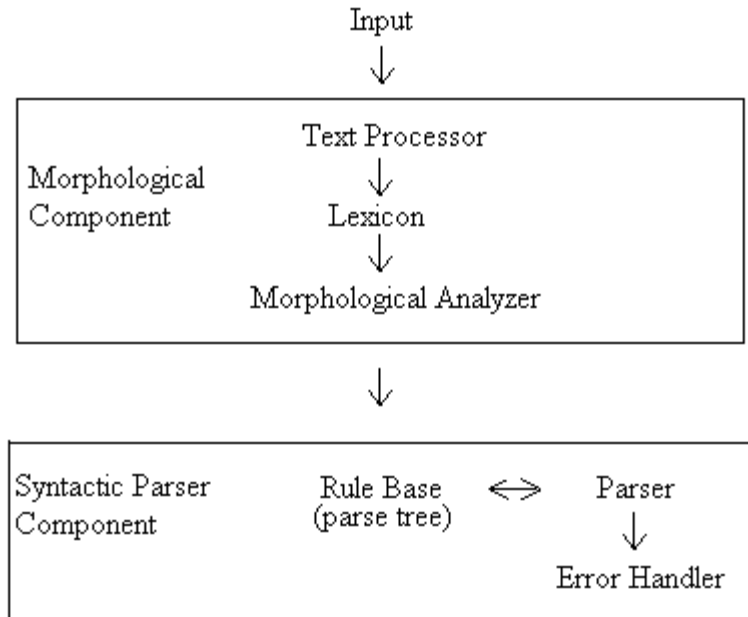 Input
Text Processor
Morphological
Component
Lexicon
Morphological Analyzer
Syntactic Parser
Component
Rule Base
(parse tree)
Parser
Error Handler